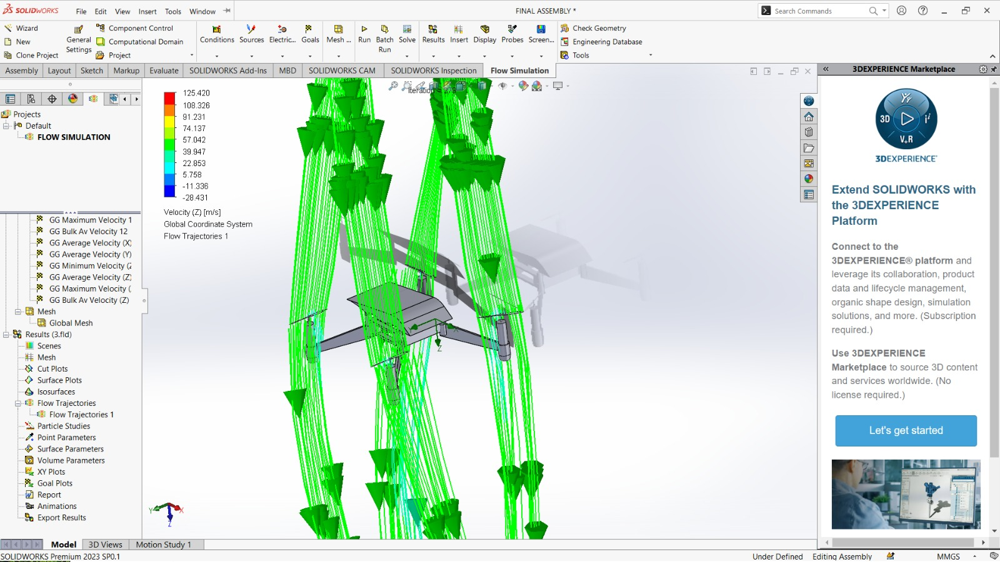 SOLIDWORKS File Edit View Insert Tools Window FINAL ASSEMBLY * Search Commands
Wizard
New
Clone Project
General Settings
Component Control
Computational Domain
Project
Conditions Sources Electric... Goals Mesh ... Run Batch Run Solve Results Insert Display Probes Screen...
Check Geometry
Engineering Database
Tools
Assembly Layout Sketch Markup Evaluate SOLIDWORKS Add-Ins MBD SOLIDWORKS CAM SOLIDWORKS Inspection Flow Simulation
Projects
Default
FLOW SIMULATION
GG Maximum Velocity 1
GG Bulk Av Velocity 12
GG Average Velocity (X)
GG Average Velocity (Y)
GG Minimum Velocity (Z
GG Average Velocity (Z)
GG Maximum Velocity (
GG Bulk Av Velocity (Z)
Mesh
Global Mesh
Results (3.fld)
Scenes
Mesh
Cut Plots
Surface Plots
Isosurfaces
Flow Trajectories
Flow Trajectories 1
Particle Studies
Point Parameters
Surface Parameters
Volume Parameters
XY Plots
Goal Plots
Report
Animations
Export Results
125.420
108.326
91.231
74.137
57.042
39.947
22.853
5.758
-11.336
-28.431
Velocity (Z) [m/s]
Global Coordinate System
Flow Trajectories 1
Iteration
Z
Y X
Z
3DEXPERIENCE Marketplace
3D
V+R
3DEXPERIENCE
Extend SOLIDWORKS with
the 3DEXPERIENCE
Platform
Connect to the
3DEXPERIENCE® platform and
leverage its collaboration, product
data and lifecycle management,
organic shape design, simulation
solutions, and more. (Subscription
required.)
Use 3DEXPERIENCE
Marketplace to source 3D content
and services worldwide. (No
license required.)
Let's get started
Model 3D Views Motion Study 1
SOLIDWORKS Premium 2023 SP0.1 Under Defined Editing Assembly MMGS